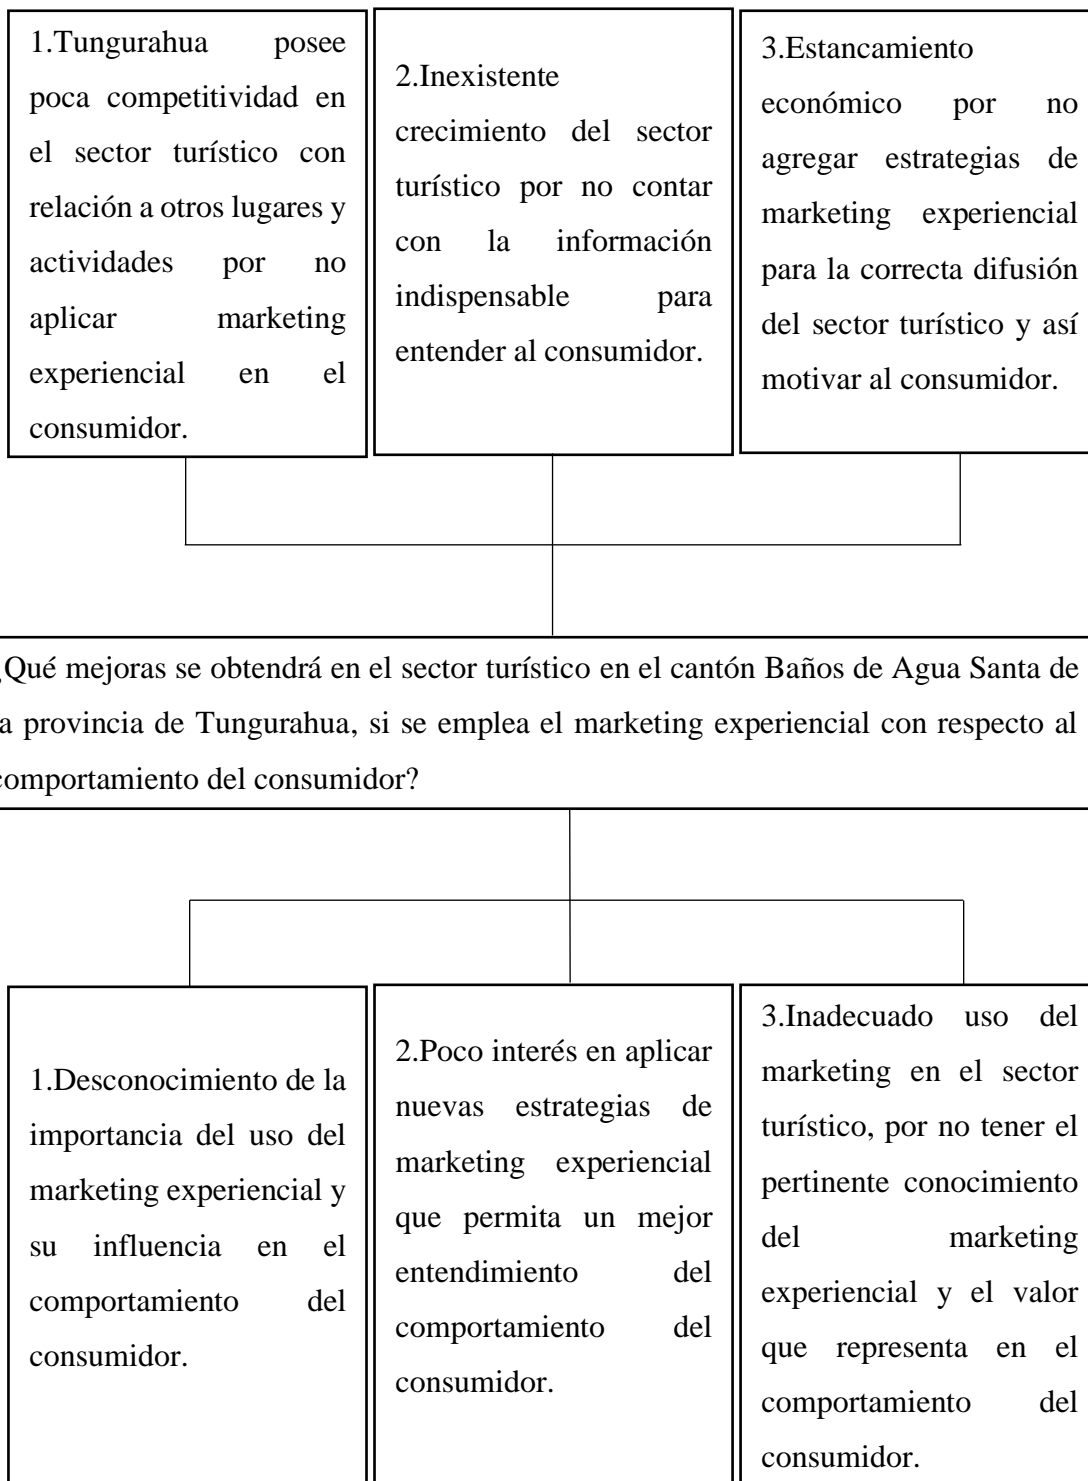 1.Tungurahua posee
poca competitividad en
el sector turístico con
relación a otros lugares y
actividades por no
aplicar marketing
experiencial en el
consumidor.
2.Inexistente
crecimiento del sector
turístico por no contar
con la información
indispensable para
entender al consumidor.
3.Estancamiento
económico por no
agregar estrategias de
marketing experiencial
para la correcta difusión
del sector turístico y así
motivar al consumidor.
¿Qué mejoras se obtendrá en el sector turístico en el cantón Baños de Agua Santa de
la provincia de Tungurahua, si se emplea el marketing experiencial con respecto al
comportamiento del consumidor?
1.Desconocimiento de la
importancia del uso del
marketing experiencial y
su influencia en el
comportamiento del
consumidor.
2.Poco interés en aplicar
nuevas estrategias de
marketing experiencial
que permita un mejor
entendimiento del
comportamiento del
consumidor.
3.Inadecuado uso del
marketing en el sector
turístico, por no tener el
pertinente conocimiento
del marketing
experiencial y el valor
que representa en el
comportamiento del
consumidor.